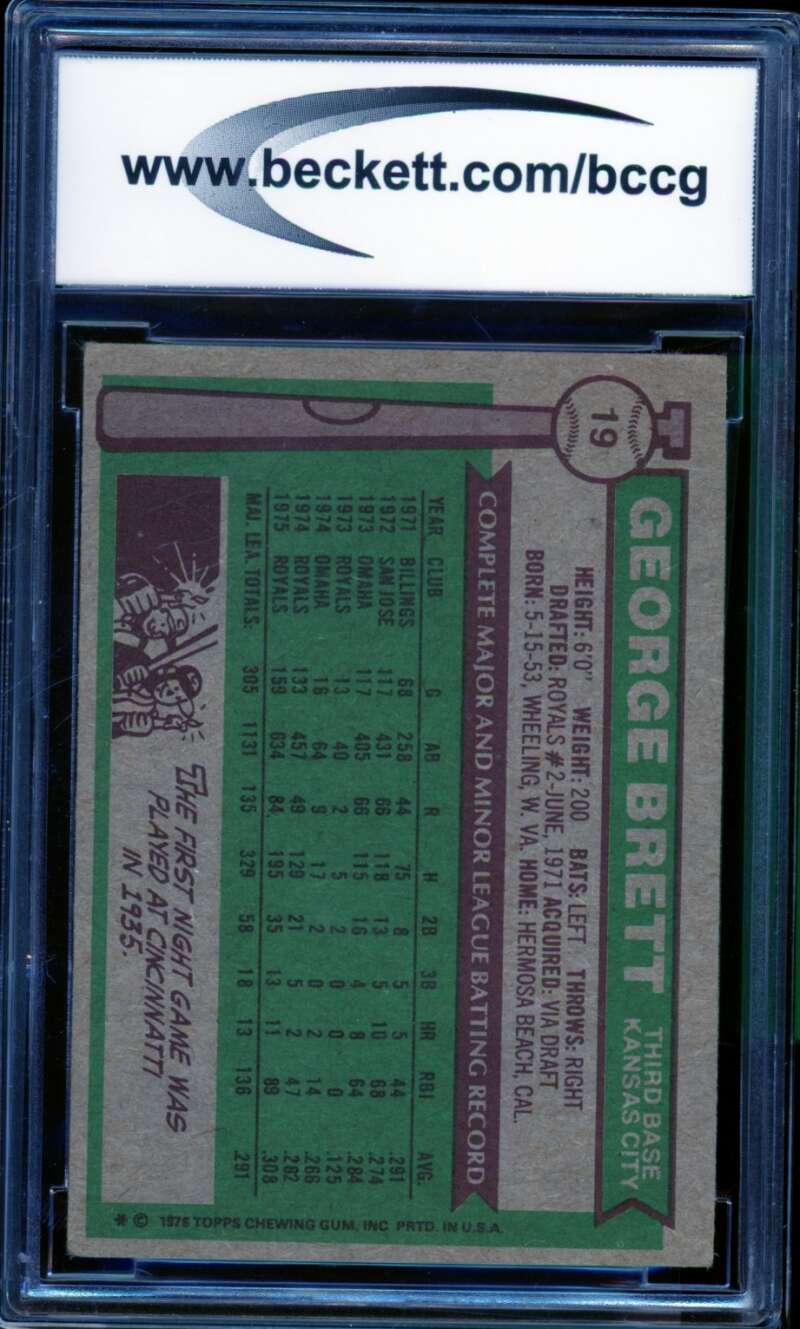 www.beckett.com/bccg
19
GEORGE BRETT
THIRD BASE
KANSAS CITY
HEIGHT: 6'0" WEIGHT: 200 BATS: LEFT THROWS: RIGHT
DRAFTED: ROYALS #2-JUNE, 1971 ACQUIRED: VIA DRAFT
BORN: 5-15-53, WHEELING, W. VA. HOME: HERMOSA BEACH, CAL.
COMPLETE MAJOR AND MINOR LEAGUE BATTING RECORD
YEAR CLUB G AB R H 2B 3B HR RBI AVG.
1971 BILLINGS 68 258 44 75 8 5 5 44 .291
1972 SAN JOSE 117 431 66 118 13 5 10 68 .274
1973 OMAHA 117 405 66 115 16 4 8 64 .284
1973 ROYALS 13 40 2 5 2 0 0 0 .125
1974 OMAHA 16 64 9 17 2 0 2 14 .266
1974 ROYALS 133 457 49 129 21 5 2 47 .282
1975 ROYALS 159 634 84 195 35 13 11 89 .308
MAJ. LEA. TOTALS: 305 1131 135 329 58 18 13 136 .291
THE FIRST NIGHT GAME WAS
PLAYED AT CINCINNATTI
IN 1935.
* © 1976 TOPPS CHEWING GUM, INC PRTD. IN U.S.A.